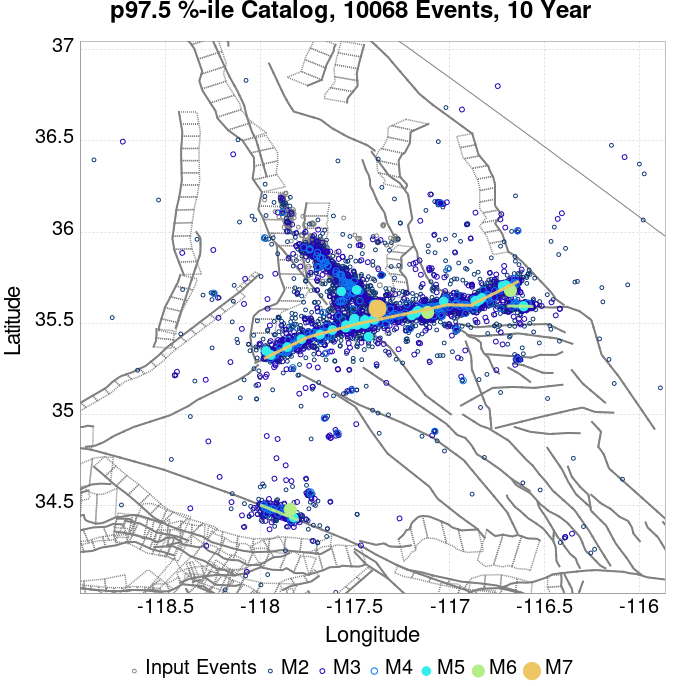 p97.5 %-ile Catalog, 10068 Events, 10 Year
37
36.5
36
35.5
35
34.5
Latitude
-118.5 -118 -117.5 -117 -116.5 -116
Longitude
Input Events M2 M3 M4 M5 M6 M7